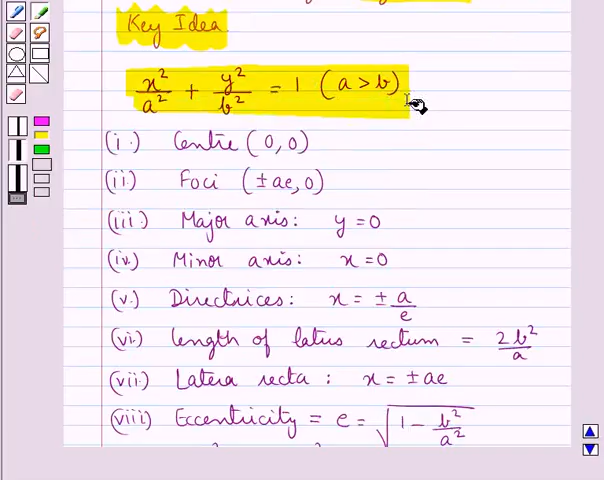 Key Idea
x²/a² + y²/b² = 1 (a > b)
(i.) Centre (0, 0)
(ii.) Foci (±ae, 0)
(iii.) Major axis: y = 0
(iv.) Minor axis: x = 0
(v.) Directrices: x = ± a/e
(vi.) Length of latus rectum = 2b²/a
(vii.) Latera recta : x = ±ae
(viii.) Eccentricity = e = √(1 − b²/a²)